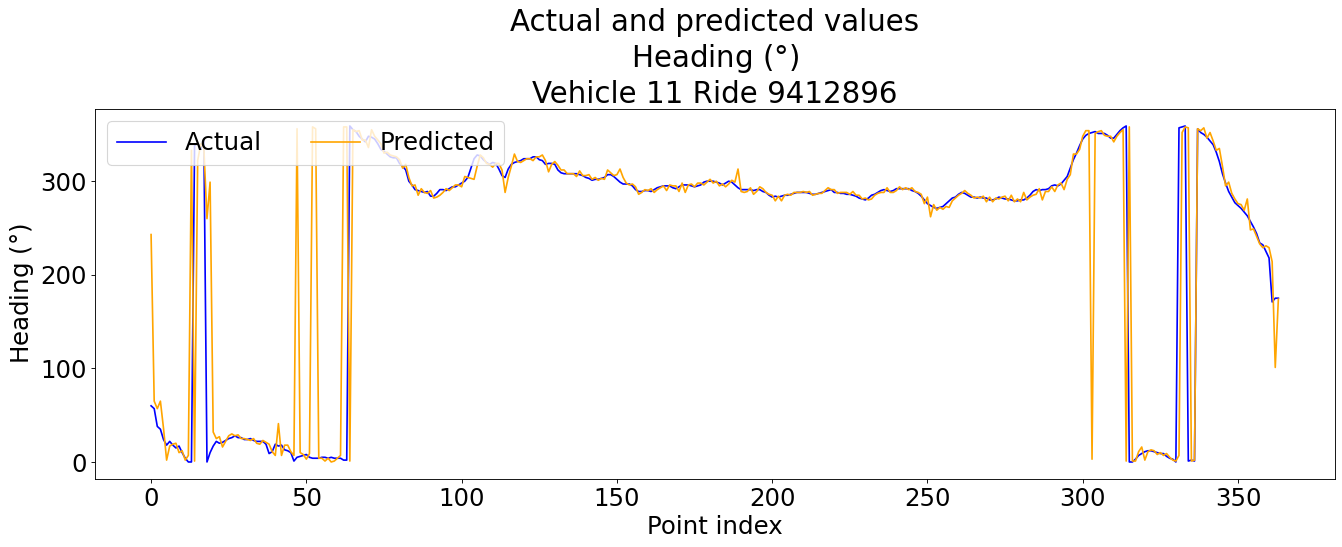 Actual and predicted values
Heading (°)
Vehicle 11 Ride 9412896
Actual Predicted
Heading (°)
300
200
100
0
0 50 100 150 200 250 300 350
Point index